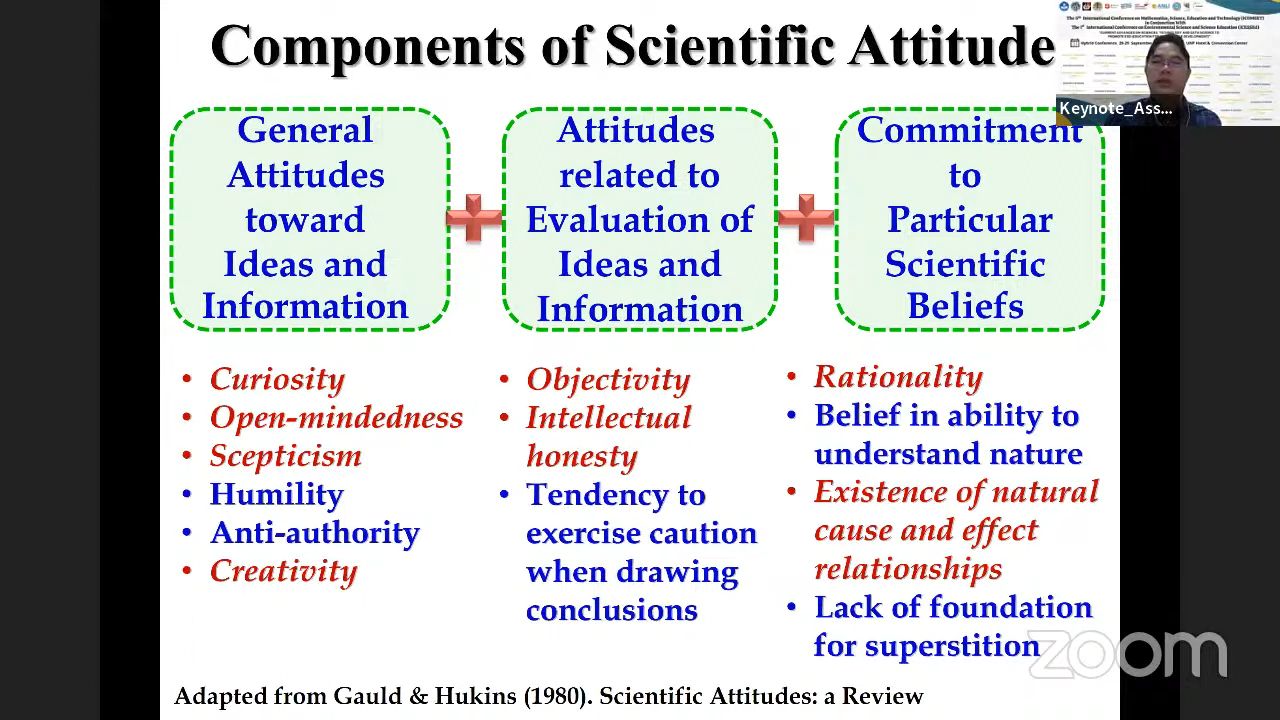 Components of Scientific Attitude
General
Attitudes
toward
Ideas and
Information
Attitudes
related to
Evaluation of
Ideas and
Information
Commitment
to
Particular
Scientific
Beliefs
• Curiosity
• Open-mindedness
• Scepticism
• Humility
• Anti-authority
• Creativity
• Objectivity
• Intellectual
honesty
• Tendency to
exercise caution
when drawing
conclusions
• Rationality
• Belief in ability to
understand nature
• Existence of natural
cause and effect
relationships
• Lack of foundation
for superstition
Adapted from Gauld & Hukins (1980). Scientific Attitudes: a Review
Keynote_Ass...
zoom